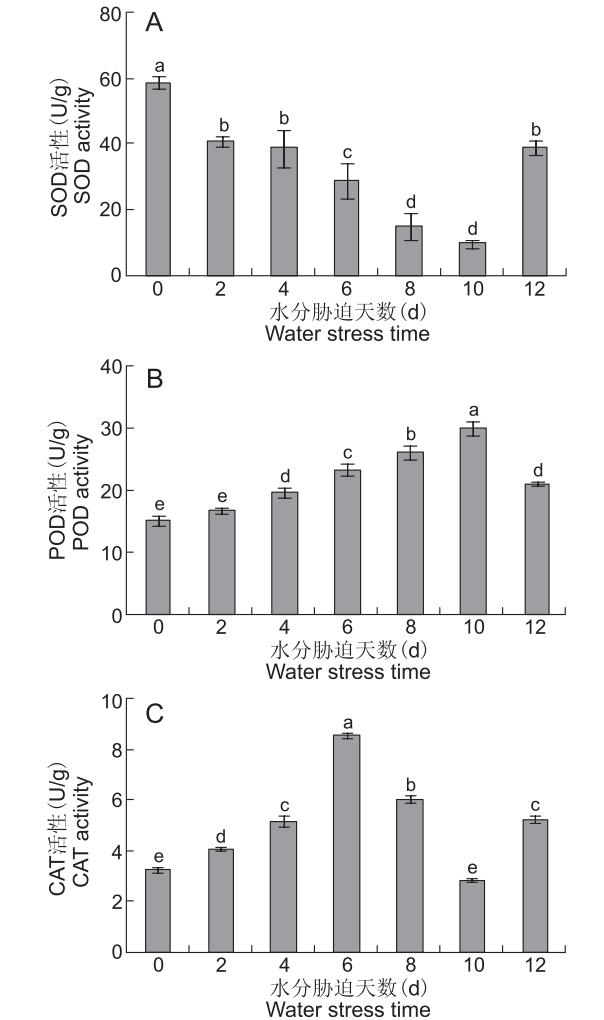 A
80
60
40
20
0
SOD活性(U/g)
SOD activity
a
b
b
c
d
d
b
0 2 4 6 8 10 12
水分胁迫天数(d)
Water stress time
B
40
30
20
10
0
POD活性(U/g)
POD activity
e
e
d
c
b
a
d
0 2 4 6 8 10 12
水分胁迫天数(d)
Water stress time
C
10
8
6
4
2
0
CAT活性(U/g)
CAT activity
e
d
c
a
b
e
c
0 2 4 6 8 10 12
水分胁迫天数(d)
Water stress time